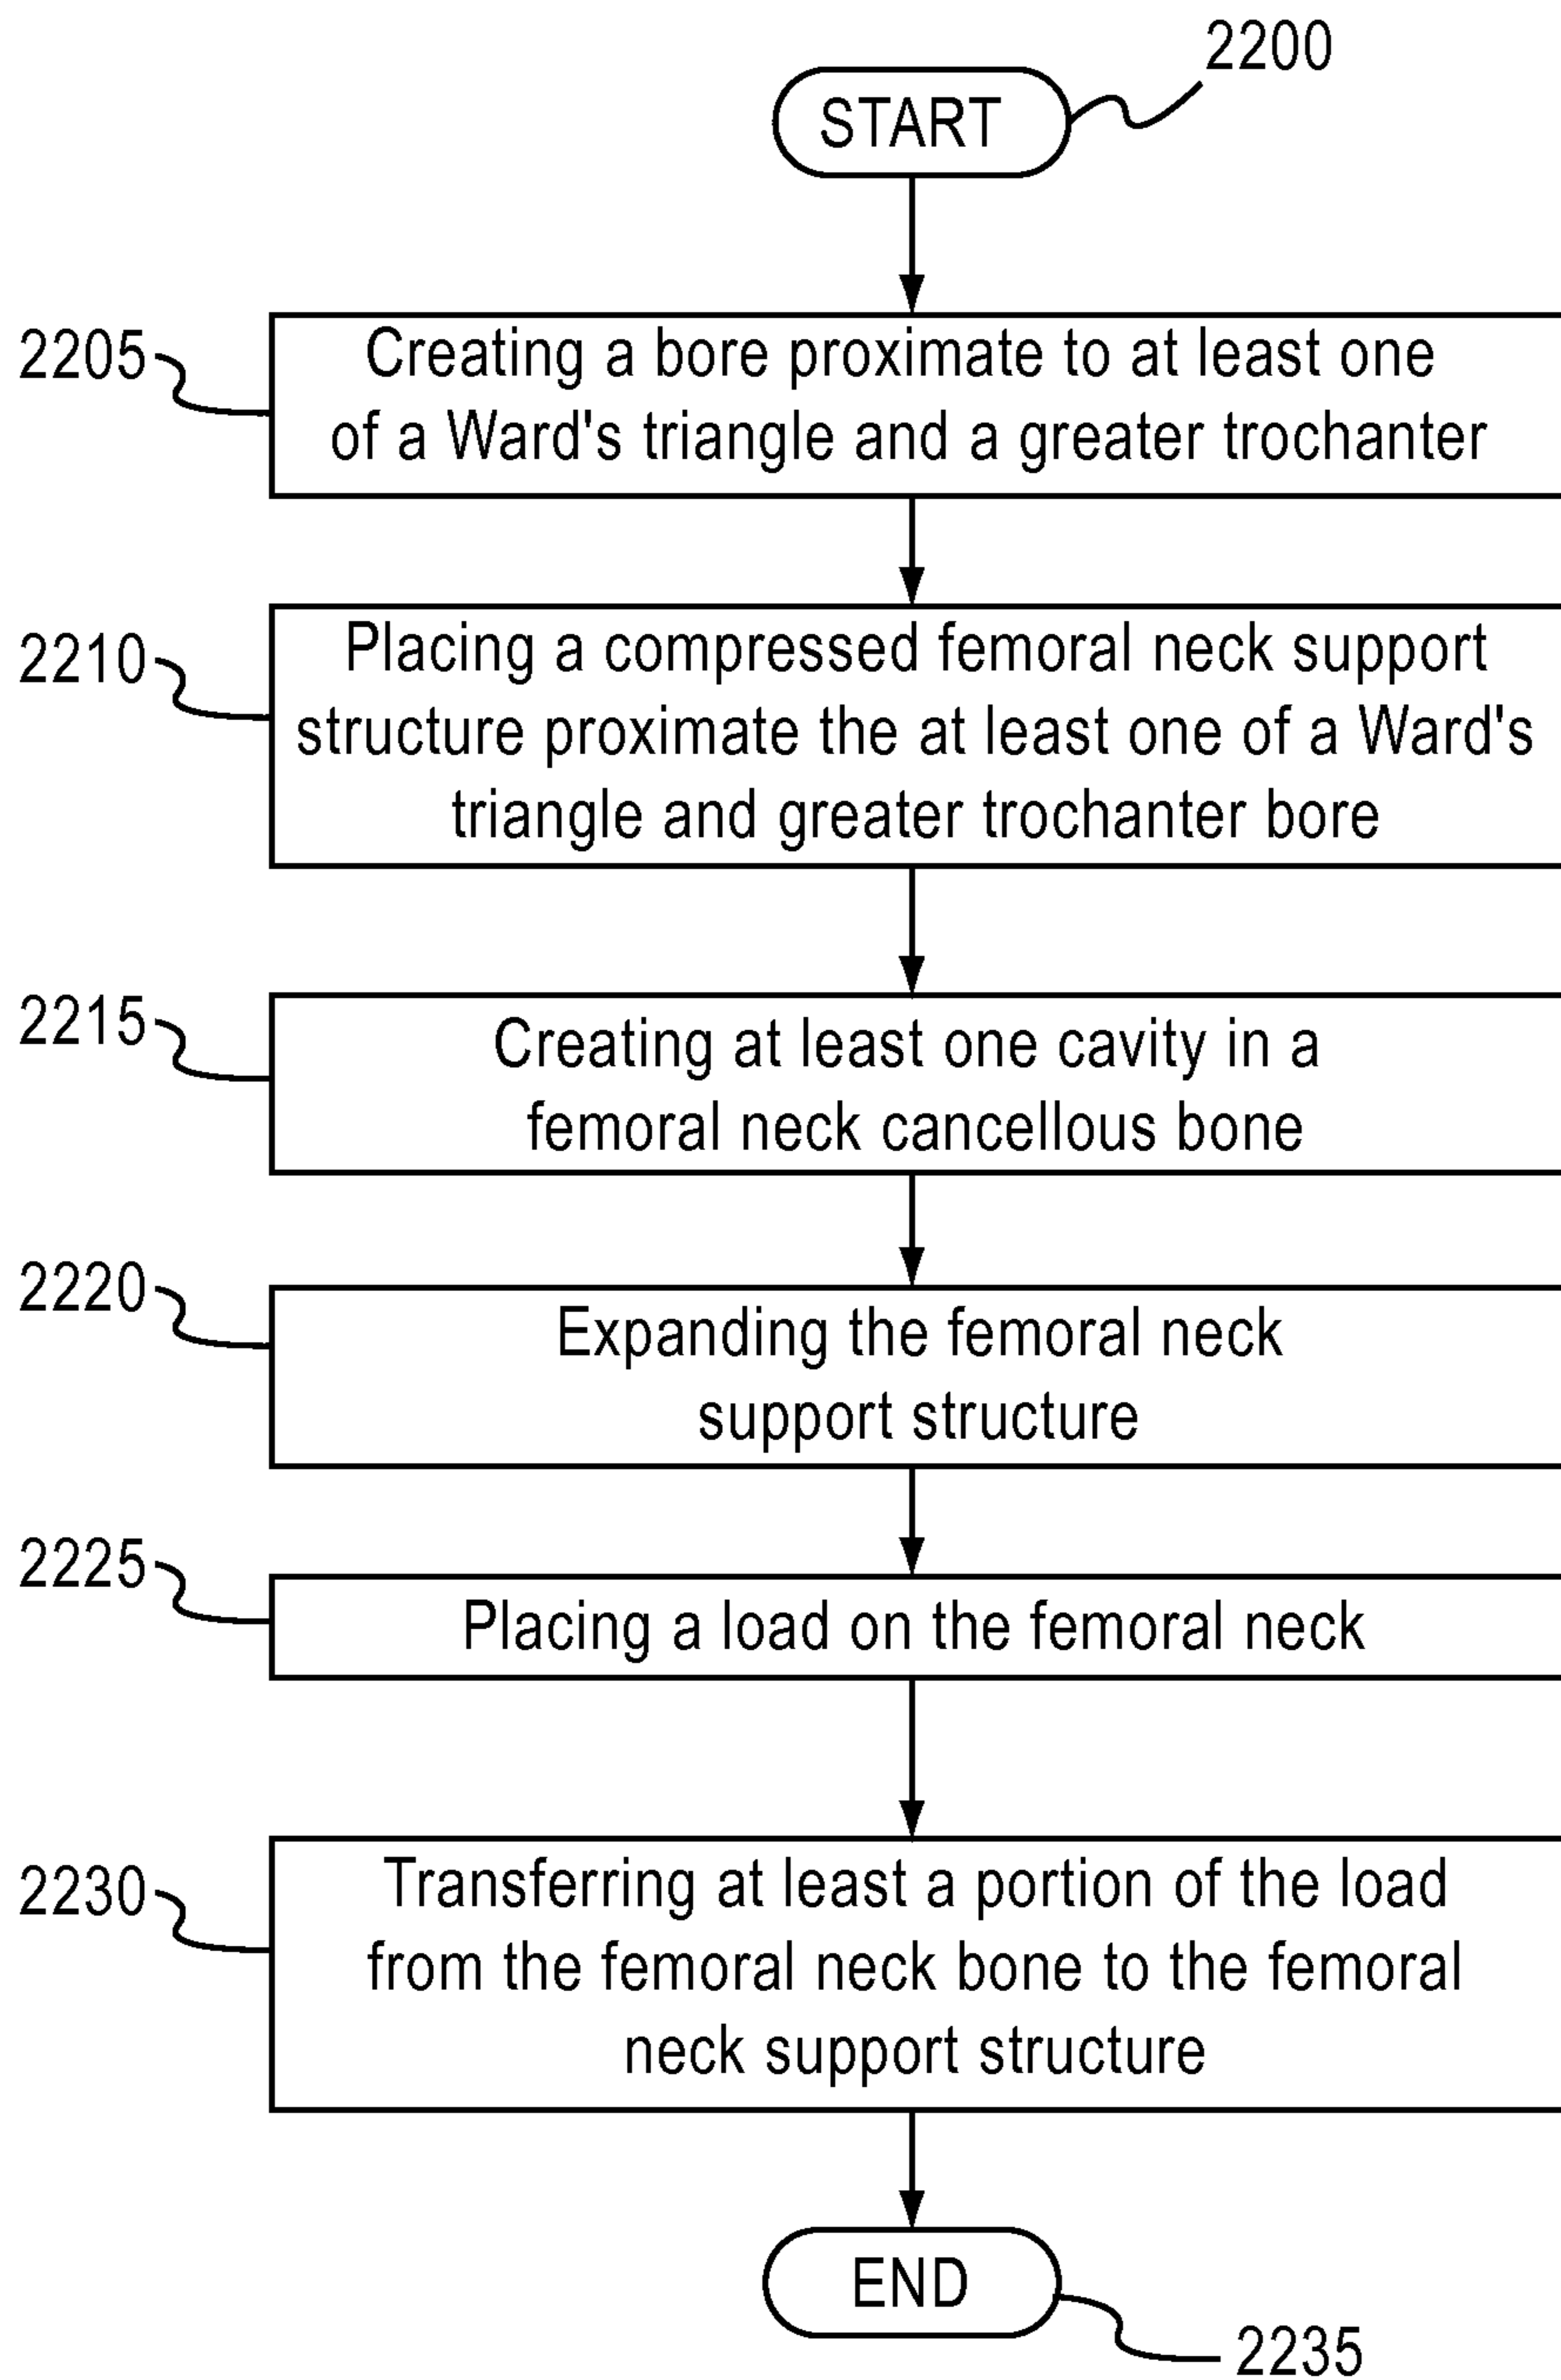 2200
START
2205
Creating a bore proximate to at least one
of a Ward's triangle and a greater trochanter
2210
Placing a compressed femoral neck support
structure proximate the at least one of a Ward's
triangle and greater trochanter bore
2215
Creating at least one cavity in a
femoral neck cancellous bone
2220
Expanding the femoral neck
support structure
2225
Placing a load on the femoral neck
2230
Transferring at least a portion of the load
from the femoral neck bone to the femoral
neck support structure
END
2235